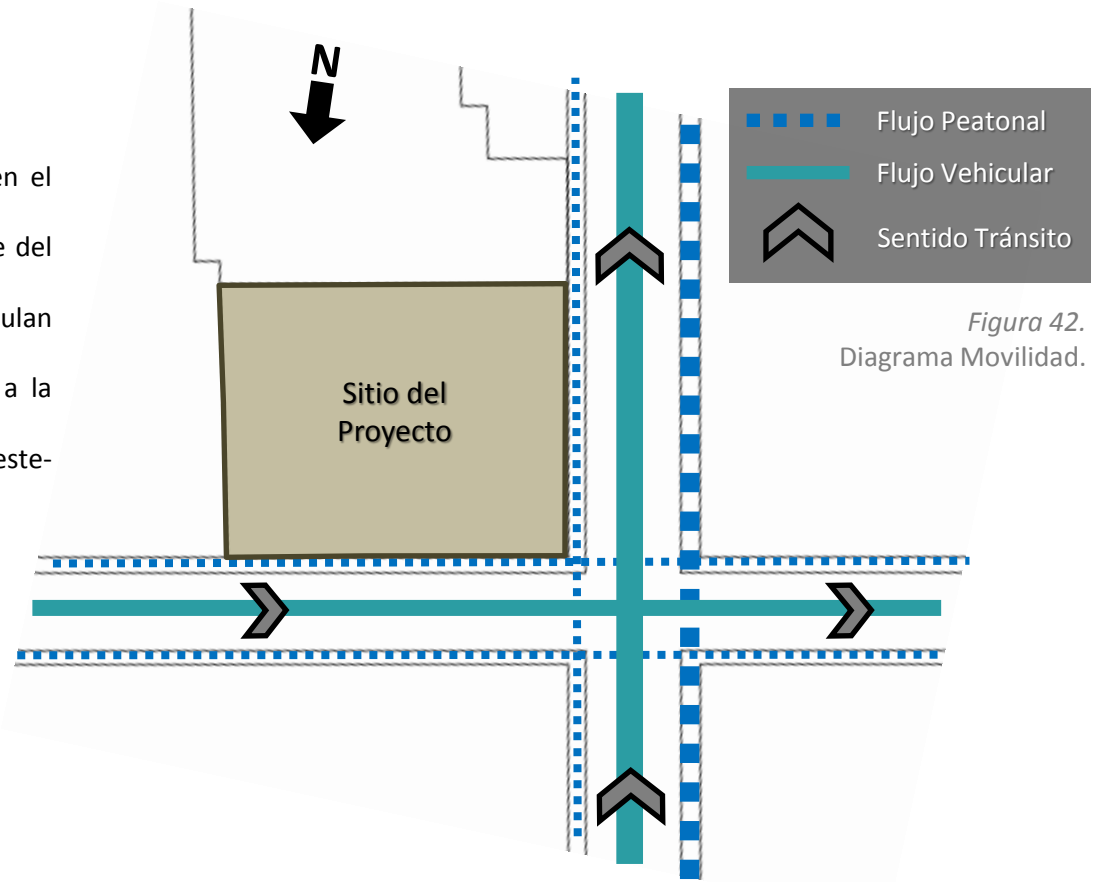 en el
e del
ulan
a la
este-
N
Flujo Peatonal
Flujo Vehicular
Sentido Tránsito
Figura 42.
Diagrama Movilidad.
Sitio del
Proyecto